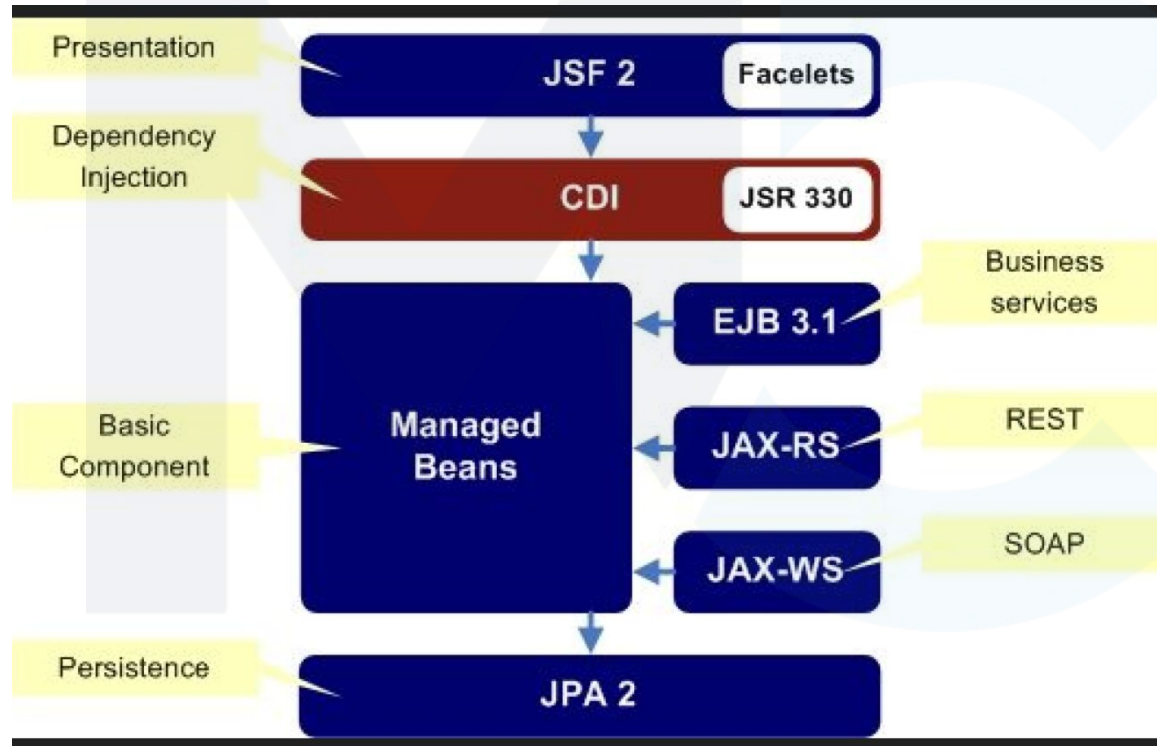 Presentation
JSF 2
Facelets
Dependency
Injection
CDI
JSR 330
Business
services
EJB 3.1
Basic
Component
Managed
Beans
JAX-RS
REST
JAX-WS
SOAP
Persistence
JPA 2